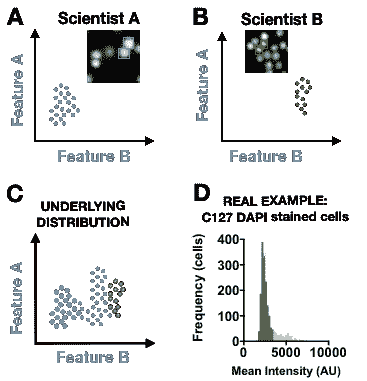 A
Scientist A
Feature A
Feature B
B
Scientist B
Feature A
Feature B
C
UNDERLYING
DISTRIBUTION
Feature A
Feature B
D
REAL EXAMPLE:
C127 DAPI stained cells
Frequency (cells)
400
300
200
100
0
0
5000
10000
Mean Intensity (AU)